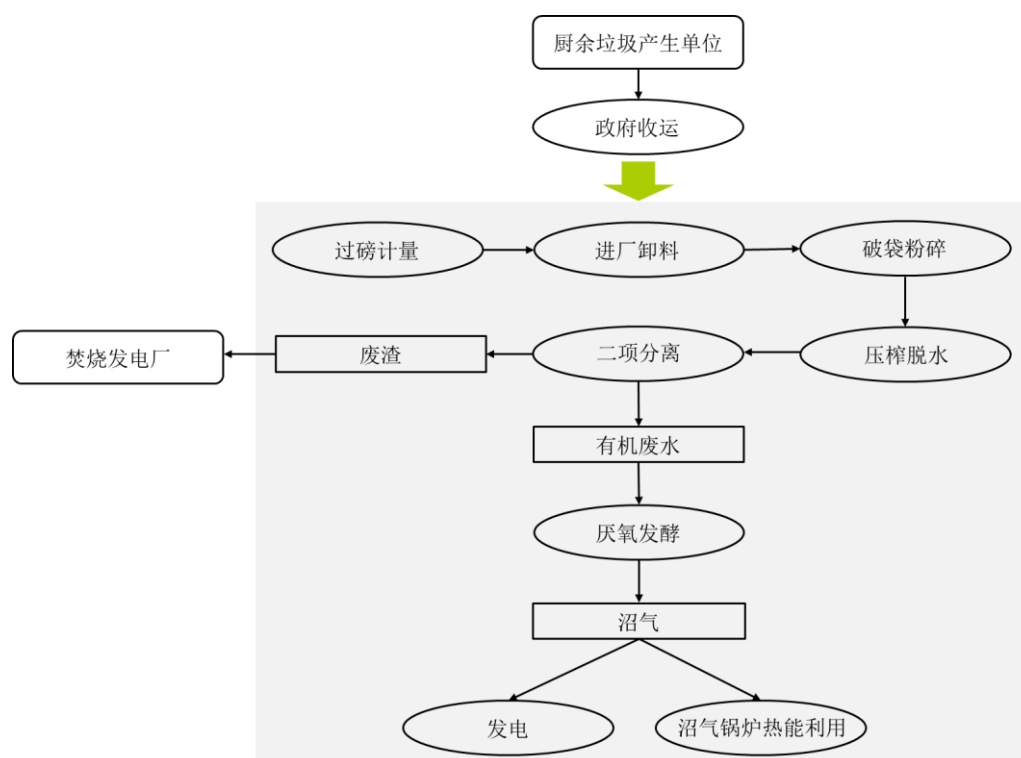 厨余垃圾产生单位
政府收运
过磅计量
进厂卸料
破袋粉碎
焚烧发电厂
废渣
二项分离
压榨脱水
有机废水
厌氧发酵
沼气
发电
沼气锅炉热能利用